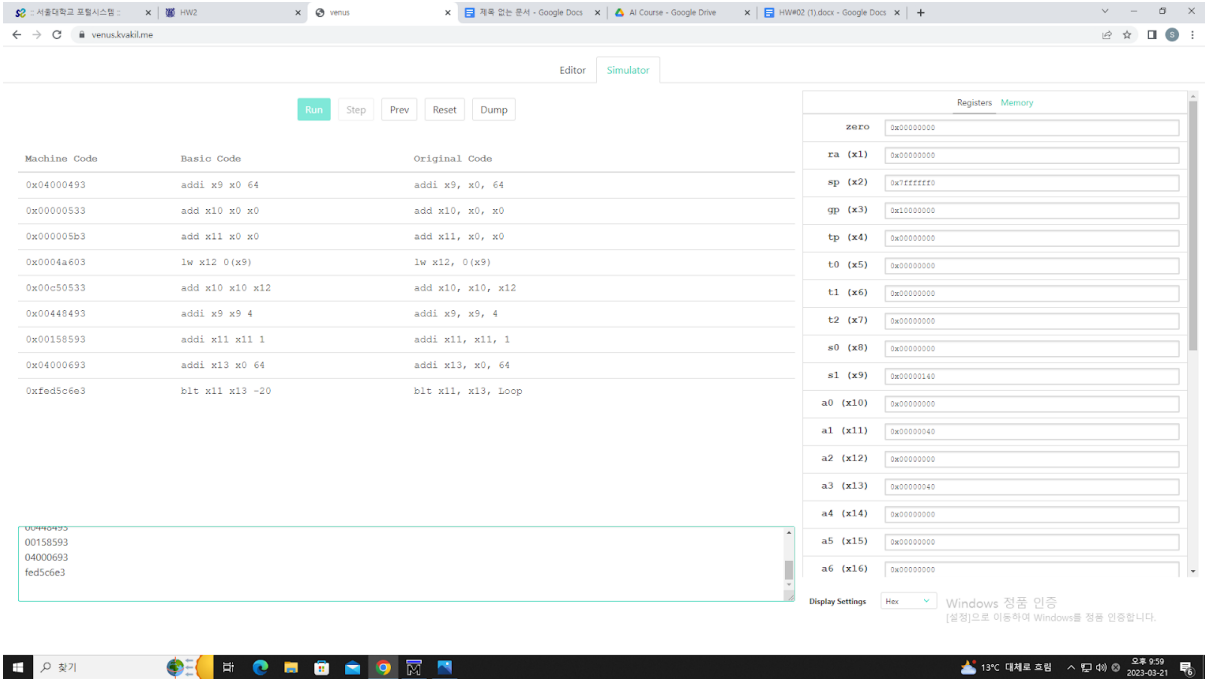 :: 서울대학교 포털시스템 :: HW2 venus 제목 없는 문서 - Google Docs AI Course - Google Drive HW#02 (1).docx - Google Docs
venus.kvakil.me S
Editor Simulator
Run Step Prev Reset Dump
Registers Memory
Machine Code Basic Code Original Code
0x04000493 addi x9 x0 64 addi x9, x0, 64
0x00000533 add x10 x0 x0 add x10, x0, x0
0x000005b3 add x11 x0 x0 add x11, x0, x0
0x0004a603 lw x12 0(x9) lw x12, 0(x9)
0x00c50533 add x10 x10 x12 add x10, x10, x12
0x00448493 addi x9 x9 4 addi x9, x9, 4
0x00158593 addi x11 x11 1 addi x11, x11, 1
0x04000693 addi x13 x0 64 addi x13, x0, 64
0xfed5c6e3 blt x11 x13 -20 blt x11, x13, Loop
zero 0x00000000
ra (x1) 0x00000000
sp (x2) 0x7ffffff0
gp (x3) 0x10000000
tp (x4) 0x00000000
t0 (x5) 0x00000000
t1 (x6) 0x00000000
t2 (x7) 0x00000000
s0 (x8) 0x00000000
s1 (x9) 0x00000140
a0 (x10) 0x00000000
a1 (x11) 0x00000040
a2 (x12) 0x00000000
a3 (x13) 0x00000040
a4 (x14) 0x00000000
a5 (x15) 0x00000000
a6 (x16) 0x00000000
00448493
00158593
04000693
fed5c6e3
Display Settings Hex
Windows 정품 인증
[설정]으로 이동하여 Windows를 정품 인증합니다.
찾기 13°C 대체로 흐림 오후 9:59
2023-03-21